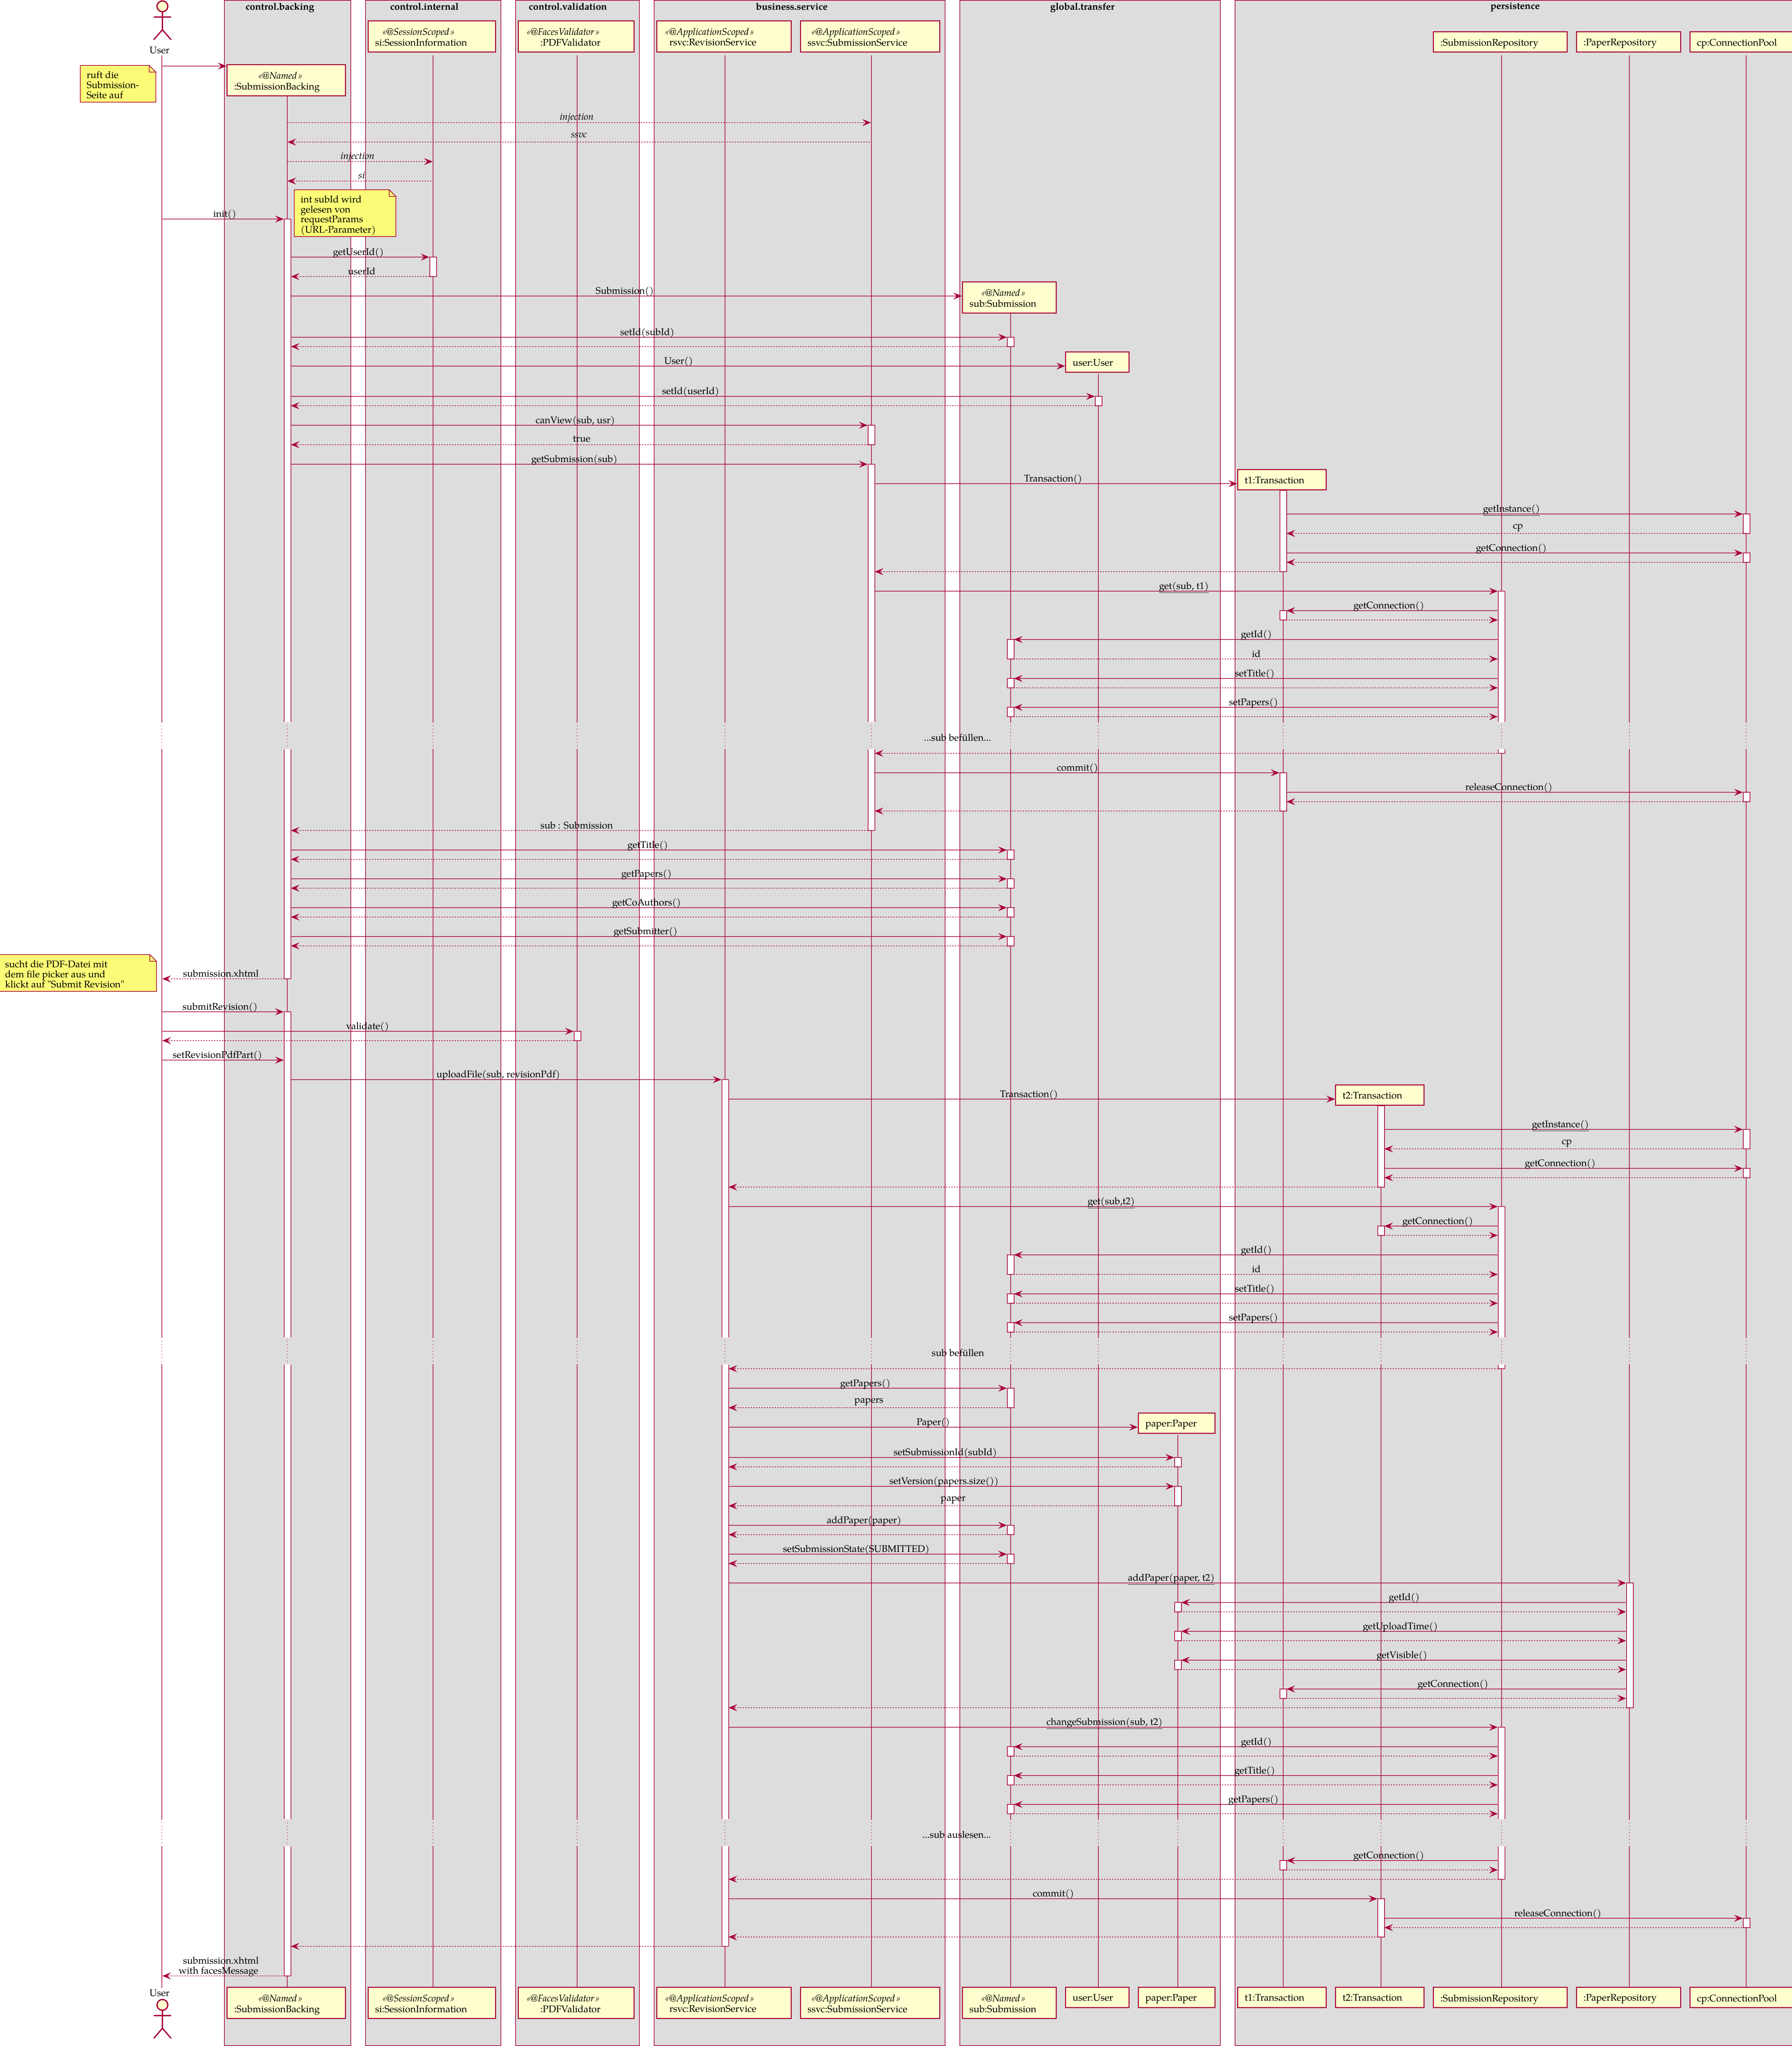 control.backing
control.internal
control.validation
business.service
global.transfer
persistence
User
«@SessionScoped»
si:SessionInformation
«@FacesValidator»
:PDFValidator
«@ApplicationScoped»
rsvc:RevisionService
«@ApplicationScoped»
ssvc:SubmissionService
:SubmissionRepository
:PaperRepository
cp:ConnectionPool
ruft die
Submission-
Seite auf
«@Named»
:SubmissionBacking
injection
ssvc
injection
si
int subId wird
gelesen von
requestParams
(URL-Parameter)
init()
getUserId()
userId
Submission()
«@Named»
sub:Submission
setId(subId)
User()
user:User
setId(userId)
canView(sub, usr)
true
getSubmission(sub)
Transaction()
t1:Transaction
getInstance()
cp
getConnection()
get(sub, t1)
getConnection()
getId()
id
setTitle()
setPapers()
...sub befüllen...
commit()
releaseConnection()
sub : Submission
getTitle()
getPapers()
getCoAuthors()
getSubmitter()
sucht die PDF-Datei mit
dem file picker aus und
klickt auf "Submit Revision"
submission.xhtml
submitRevision()
validate()
setRevisionPdfPart()
uploadFile(sub, revisionPdf)
Transaction()
t2:Transaction
getInstance()
cp
getConnection()
get(sub,t2)
getConnection()
getId()
id
setTitle()
setPapers()
sub befüllen
getPapers()
papers
Paper()
paper:Paper
setSubmissionId(subId)
setVersion(papers.size())
paper
addPaper(paper)
setSubmissionState(SUBMITTED)
addPaper(paper, t2)
getId()
getUploadTime()
getVisible()
getConnection()
changeSubmission(sub, t2)
getId()
getTitle()
getPapers()
...sub auslesen...
getConnection()
commit()
releaseConnection()
submission.xhtml
with facesMessage
User
«@Named»
:SubmissionBacking
«@SessionScoped»
si:SessionInformation
«@FacesValidator»
:PDFValidator
«@ApplicationScoped»
rsvc:RevisionService
«@ApplicationScoped»
ssvc:SubmissionService
«@Named»
sub:Submission
user:User
paper:Paper
t1:Transaction
t2:Transaction
:SubmissionRepository
:PaperRepository
cp:ConnectionPool